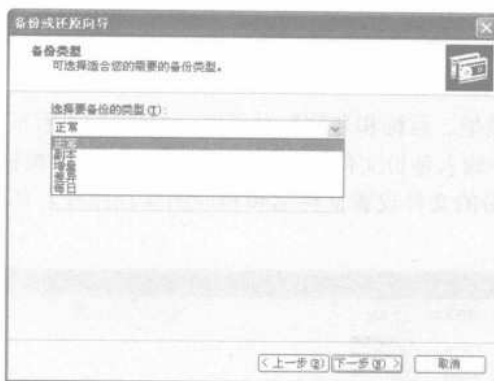 备份或还原向导
备份类型
可选择适合您的需要的备份类型。
选择要备份的类型(T):
正常
正常
副本
增量
差异
每日
<上一步(B)
下一步(N)>
取消